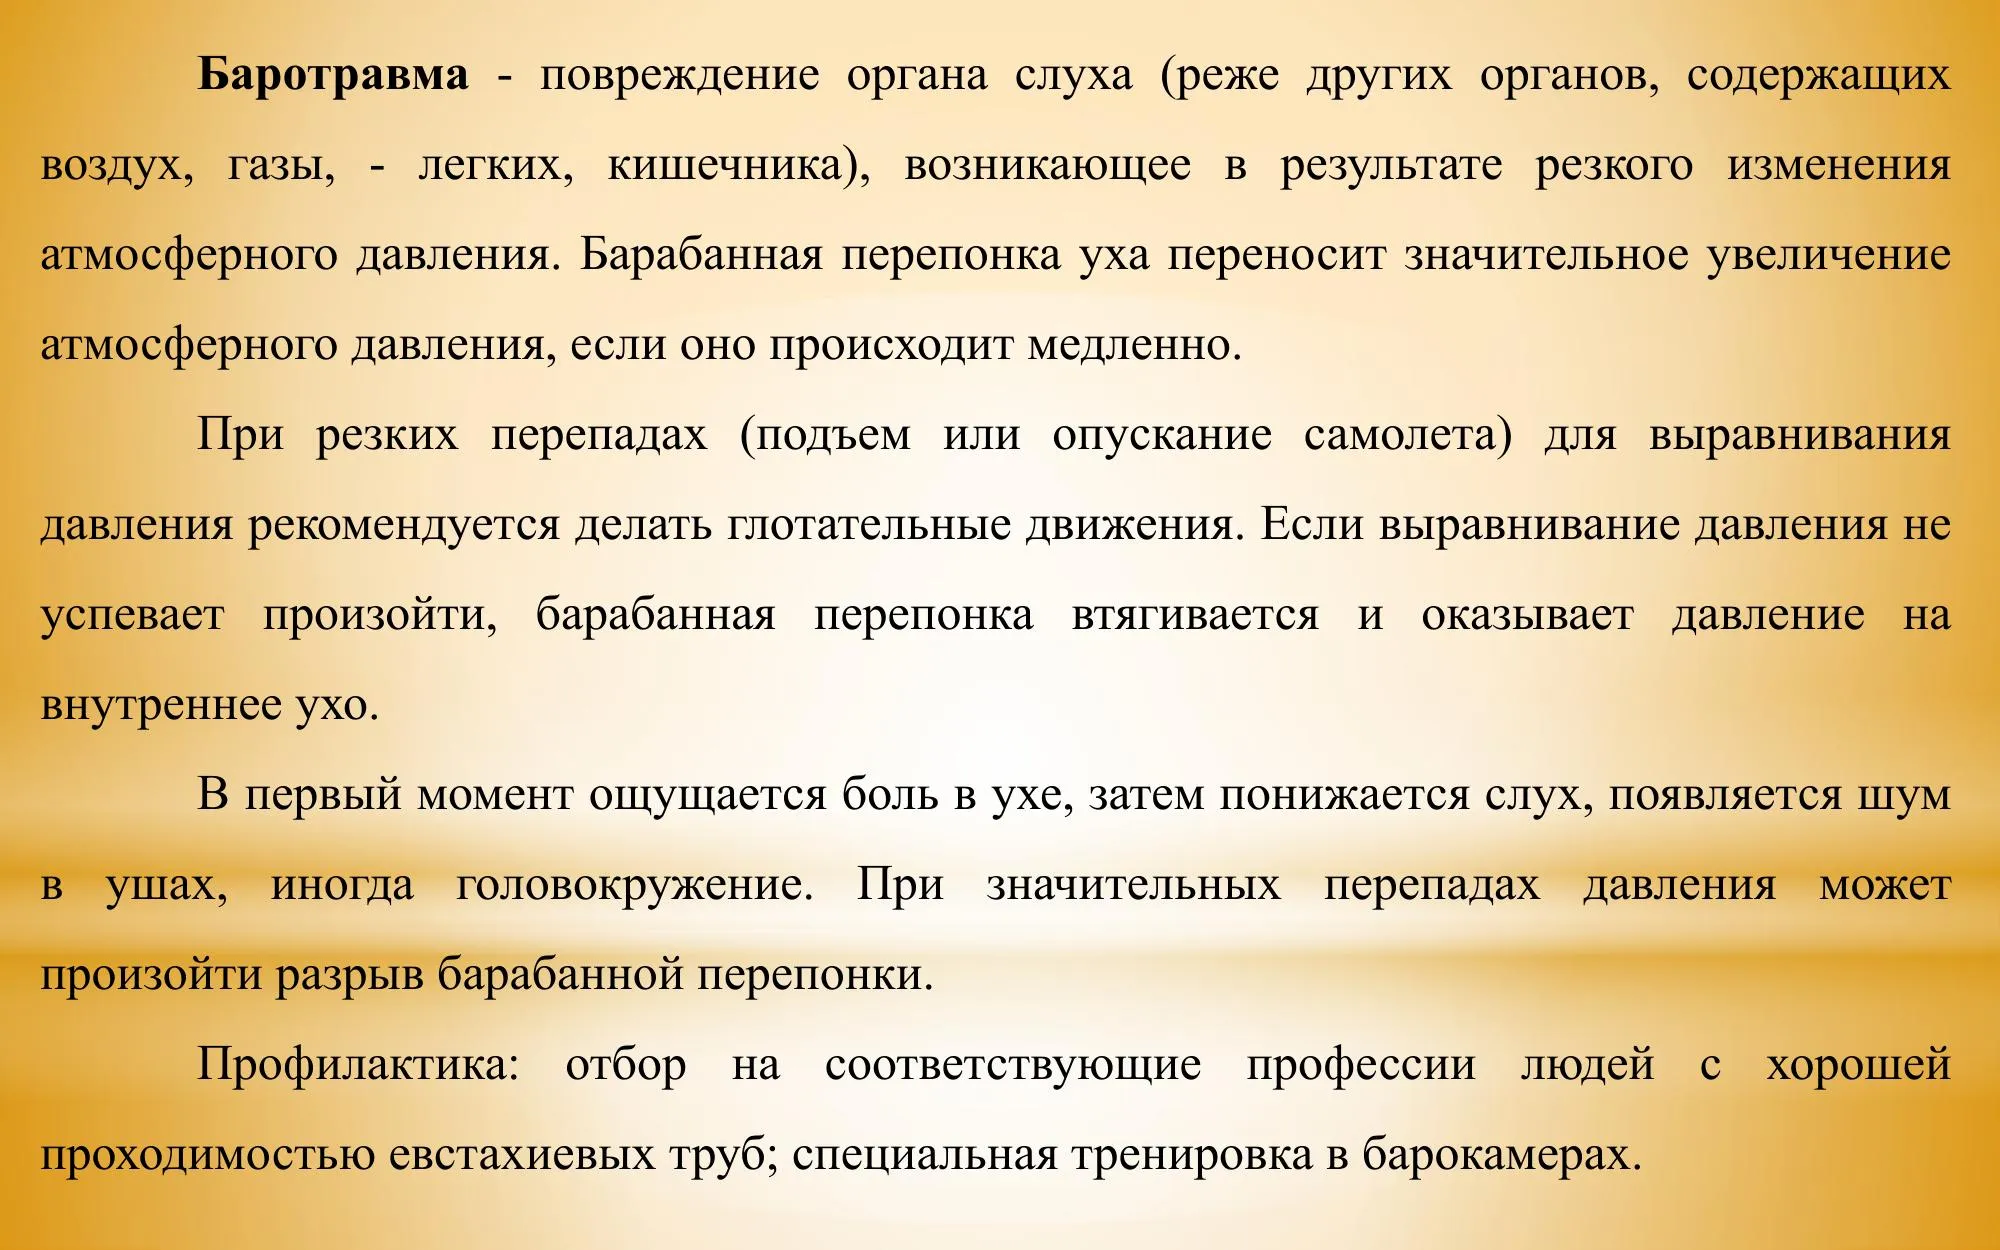 Баротравма - повреждение органа слуха (реже других органов, содержащих
воздух, газы, - легких, кишечника), возникающее в результате резкого изменения
атмосферного давления. Барабанная перепонка уха переносит значительное увеличение
атмосферного давления, если оно происходит медленно.
При резких перепадах (подъем или опускание самолета) для выравнивания
давления рекомендуется делать глотательные движения. Если выравнивание давления не
успевает произойти, барабанная перепонка втягивается и оказывает давление на
внутреннее ухо.
В первый момент ощущается боль в ухе, затем понижается слух, появляется шум
в ушах, иногда головокружение. При значительных перепадах давления может
произойти разрыв барабанной перепонки.
Профилактика: отбор на соответствующие профессии людей с хорошей
проходимостью евстахиевых труб; специальная тренировка в барокамерах.